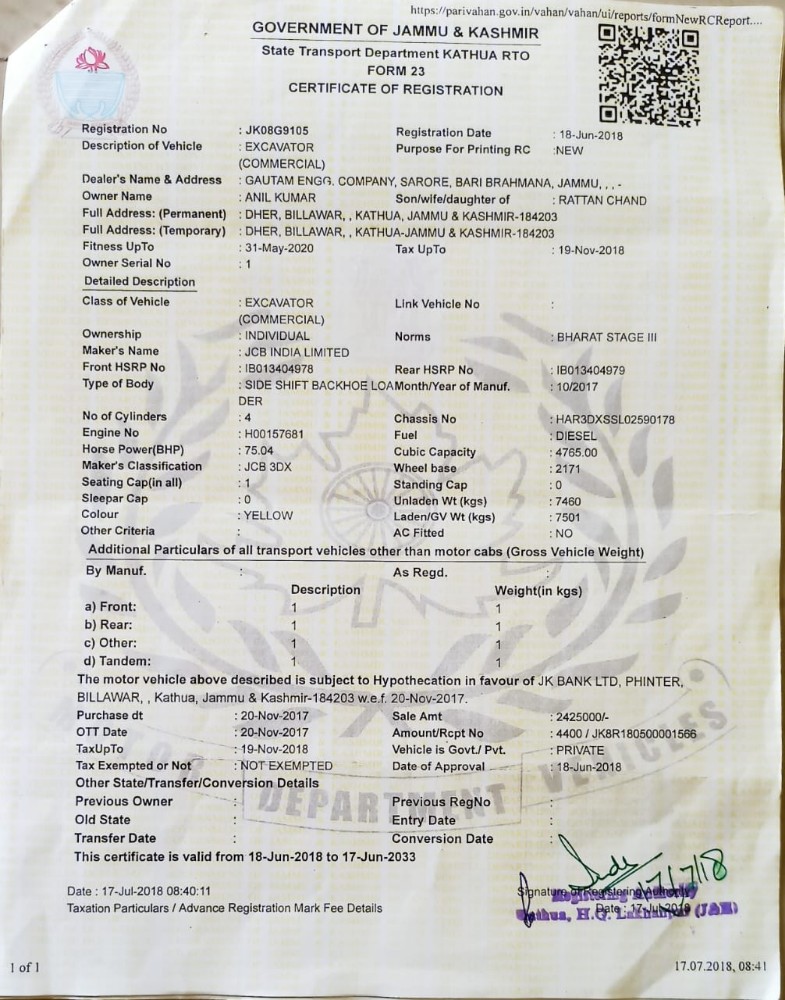 https://parivahan.gov.in/vahan/vahan/ui/reports/formNewRCReport....
GOVERNMENT OF JAMMU & KASHMIR
State Transport Department KATHUA RTO
FORM 23
CERTIFICATE OF REGISTRATION
Registration No : JK08G9105 Registration Date : 18-Jun-2018
Description of Vehicle : EXCAVATOR Purpose For Printing RC :NEW
(COMMERCIAL)
Dealer's Name & Address : GAUTAM ENGG. COMPANY, SARORE, BARI BRAHMANA, JAMMU, , , -
Owner Name : ANIL KUMAR Son/wife/daughter of : RATTAN CHAND
Full Address: (Permanent) : DHER, BILLAWAR, , KATHUA, JAMMU & KASHMIR-184203
Full Address: (Temporary) : DHER, BILLAWAR, , KATHUA-JAMMU & KASHMIR-184203
Fitness UpTo : 31-May-2020 Tax UpTo : 19-Nov-2018
Owner Serial No : 1
Detailed Description
Class of Vehicle : EXCAVATOR Link Vehicle No :
(COMMERCIAL)
Ownership : INDIVIDUAL Norms : BHARAT STAGE III
Maker's Name : JCB INDIA LIMITED
Front HSRP No : IB013404978 Rear HSRP No : IB013404979
Type of Body : SIDE SHIFT BACKHOE LOA Month/Year of Manuf. : 10/2017
DER
No of Cylinders : 4 Chassis No : HAR3DXSSL02590178
Engine No : H00157681 Fuel : DIESEL
Horse Power(BHP) : 75.04 Cubic Capacity : 4765.00
Maker's Classification : JCB 3DX Wheel base : 2171
Seating Cap(in all) : 1 Standing Cap : 0
Sleepar Cap : 0 Unladen Wt (kgs) : 7460
Colour : YELLOW Laden/GV Wt (kgs) : 7501
Other Criteria : AC Fitted : NO
Additional Particulars of all transport vehicles other than motor cabs (Gross Vehicle Weight)
By Manuf. : As Regd. :
Description Weight(in kgs)
a) Front: 1 1
b) Rear: 1 1
c) Other: 1 1
d) Tandem: 1 1
The motor vehicle above described is subject to Hypothecation in favour of JK BANK LTD, PHINTER,
BILLAWAR, , Kathua, Jammu & Kashmir-184203 w.e.f. 20-Nov-2017.
Purchase dt : 20-Nov-2017 Sale Amt : 2425000/-
OTT Date : 20-Nov-2017 Amount/Rcpt No : 4400 / JK8R180500001566
TaxUpTo : 19-Nov-2018 Vehicle is Govt./ Pvt. : PRIVATE
Tax Exempted or Not : NOT EXEMPTED Date of Approval : 18-Jun-2018
Other State/Transfer/Conversion Details
DEPARTMENT VEHICLES
Previous Owner : Previous RegNo :
Old State : Entry Date :
Transfer Date : Conversion Date :
This certificate is valid from 18-Jun-2018 to 17-Jun-2033
17/7/18
Date : 17-Jul-2018 08:40:11 Signature of Registering Authority
Registering Authority
Taxation Particulars / Advance Registration Mark Fee Details Date : 17-Jul-2018
Kathua, H.Q. Lakhanpur (J&K)
1 of 1 17.07.2018, 08:41